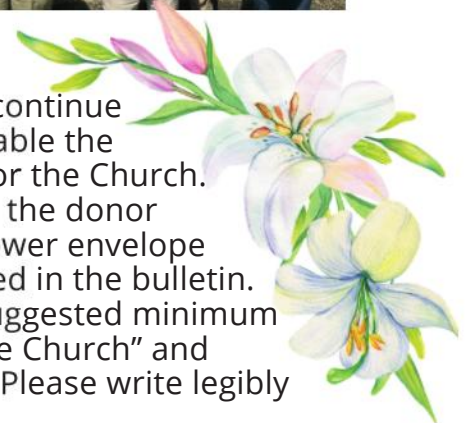 continue
able the
or the Church.
the donor
wer envelope
ed in the bulletin.
uggested minimum
e Church” and
Please write legibly